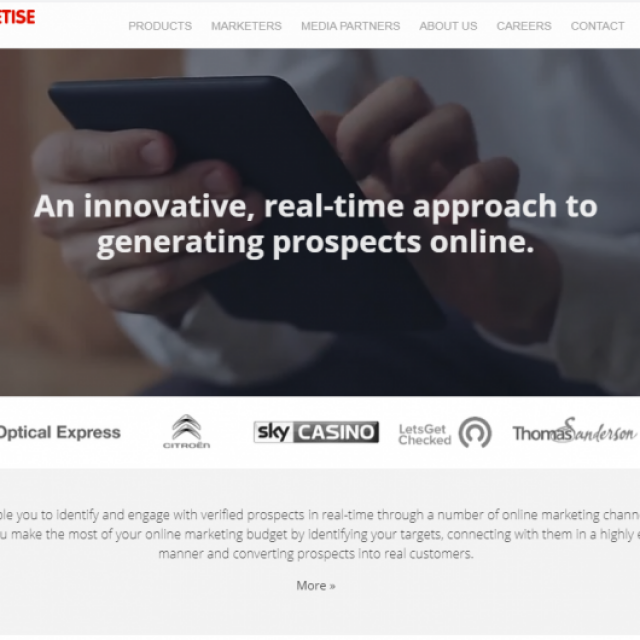 ETISE
PRODUCTS MARKETERS MEDIA PARTNERS ABOUT US CAREERS CONTACT
An innovative, real-time approach to
generating prospects online.
Optical Express CITROËN sky CASINO LetsGet Checked ThomasSanderson
ble you to identify and engage with verified prospects in real-time through a number of online marketing chann
u make the most of your online marketing budget by identifying your targets, connecting with them in a highly e
manner and converting prospects into real customers.
More »